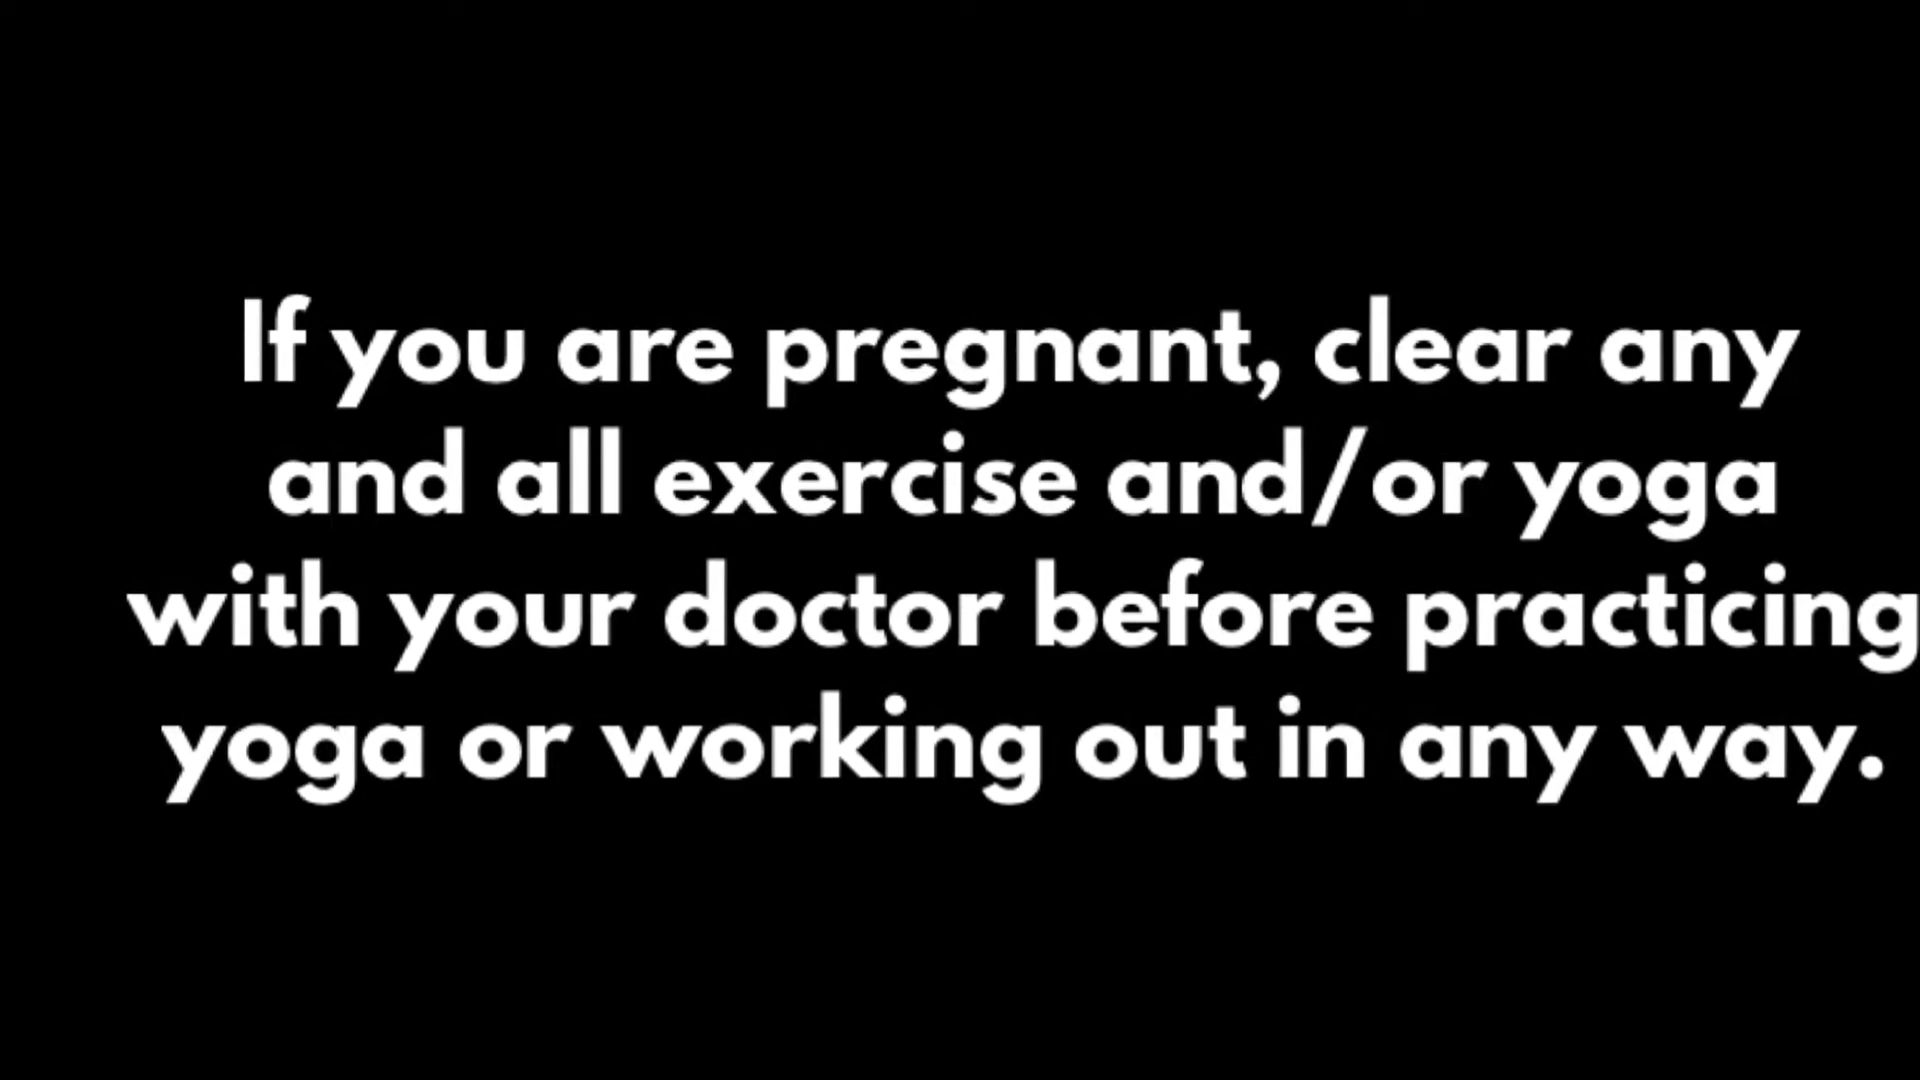 If you are pregnant, clear any
and all exercise and/or yoga
with your doctor before practicing
yoga or working out in any way.